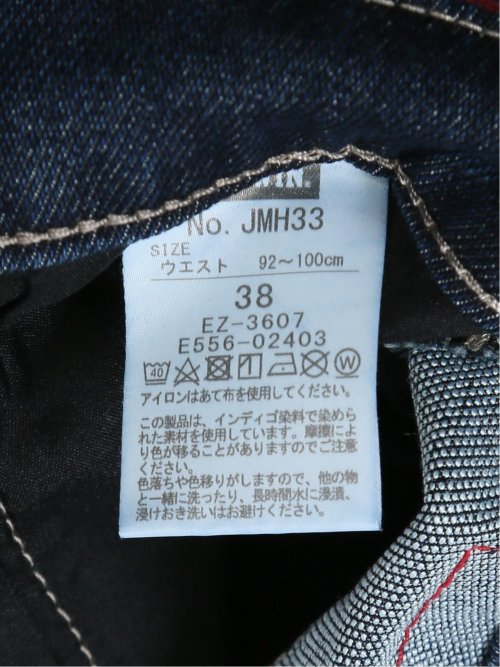 No. JMH33
SIZE
ウエスト 92～100cm
38
EZ-3607
E556-02403
40 W
アイロンはあて布を使用してください。
この製品は、インディゴ染料で染めら
れた素材を使用しています。摩擦によ
り色が移ることがありますのでご注意
ください。
色落ちや色移りがしますので、他の物
と一緒に洗ったり、長時間水に浸漬、
浸けおき洗いはお避けください。